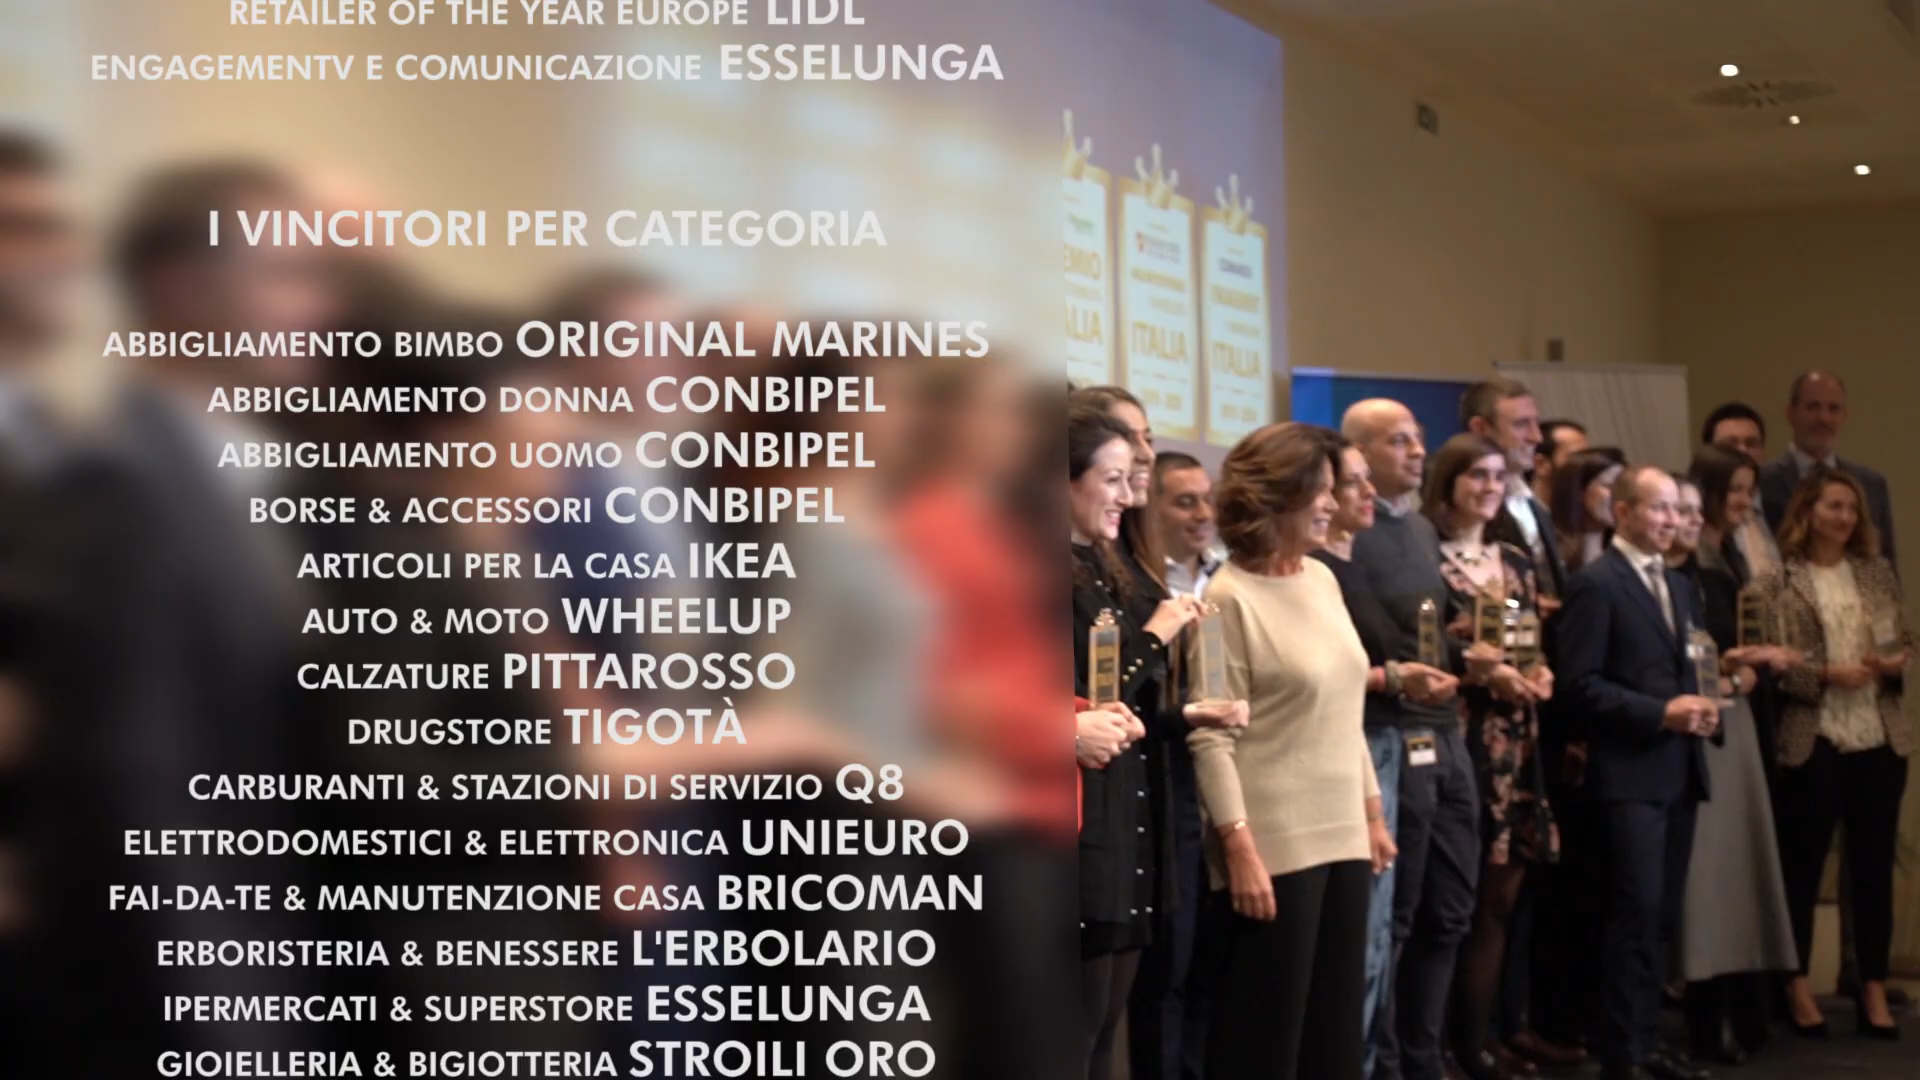 RETAILER OF THE YEAR EUROPE LIDL
ENGAGEMENTV E COMUNICAZIONE ESSELUNGA
I VINCITORI PER CATEGORIA
ABBIGLIAMENTO BIMBO ORIGINAL MARINES
ABBIGLIAMENTO DONNA CONBIPEL
ABBIGLIAMENTO UOMO CONBIPEL
BORSE & ACCESSORI CONBIPEL
ARTICOLI PER LA CASA IKEA
AUTO & MOTO WHEELUP
CALZATURE PITTAROSSO
DRUGSTORE TIGOTÀ
CARBURANTI & STAZIONI DI SERVIZIO Q8
ELETTRODOMESTICI & ELETTRONICA UNIEURO
FAI-DA-TE & MANUTENZIONE CASA BRICOMAN
ERBORISTERIA & BENESSERE L'ERBOLARIO
IPERMERCATI & SUPERSTORE ESSELUNGA
GIOIELLERIA & BIGIOTTERIA STROILI ORO
ITALIA
ITALIA